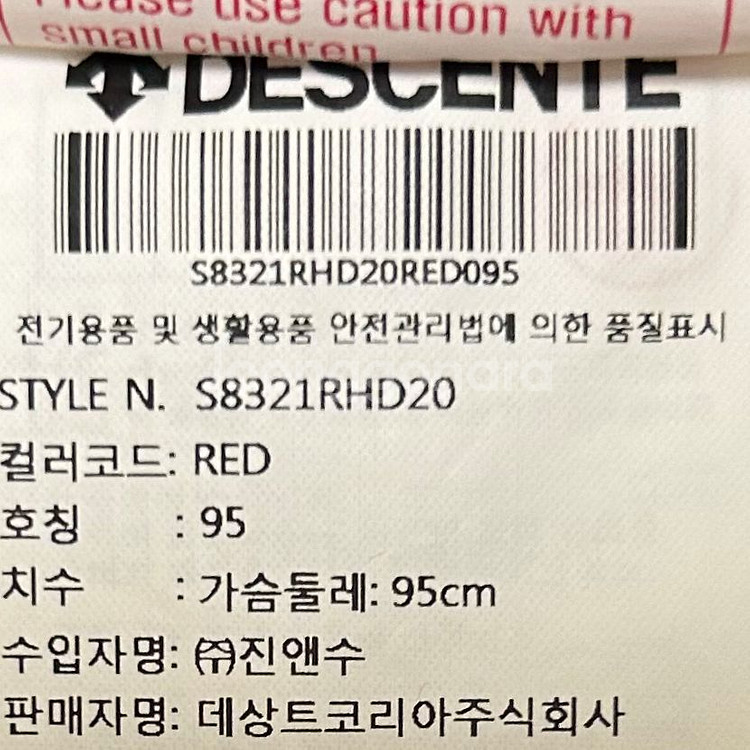 Please use caution with
small children
DESCENTE
S8321RHD20RED095
전기용품 및 생활용품 안전관리법에 의한 품질표시
STYLE N. S8321RHD20
컬러코드: RED
호칭 : 95
치수 : 가슴둘레: 95cm
수입자명: ㈜진앤수
판매자명: 데상트코리아주식회사